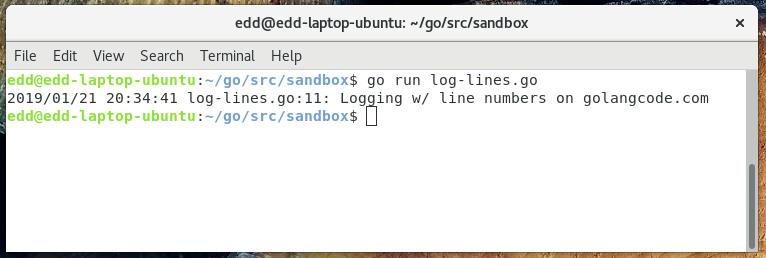 edd@edd-laptop-ubuntu: ~/go/src/sandbox
File Edit View Search Terminal Help
edd@edd-laptop-ubuntu:~/go/src/sandbox$ go run log-lines.go
2019/01/21 20:34:41 log-lines.go:11: Logging w/ line numbers on golangcode.com
edd@edd-laptop-ubuntu:~/go/src/sandbox$